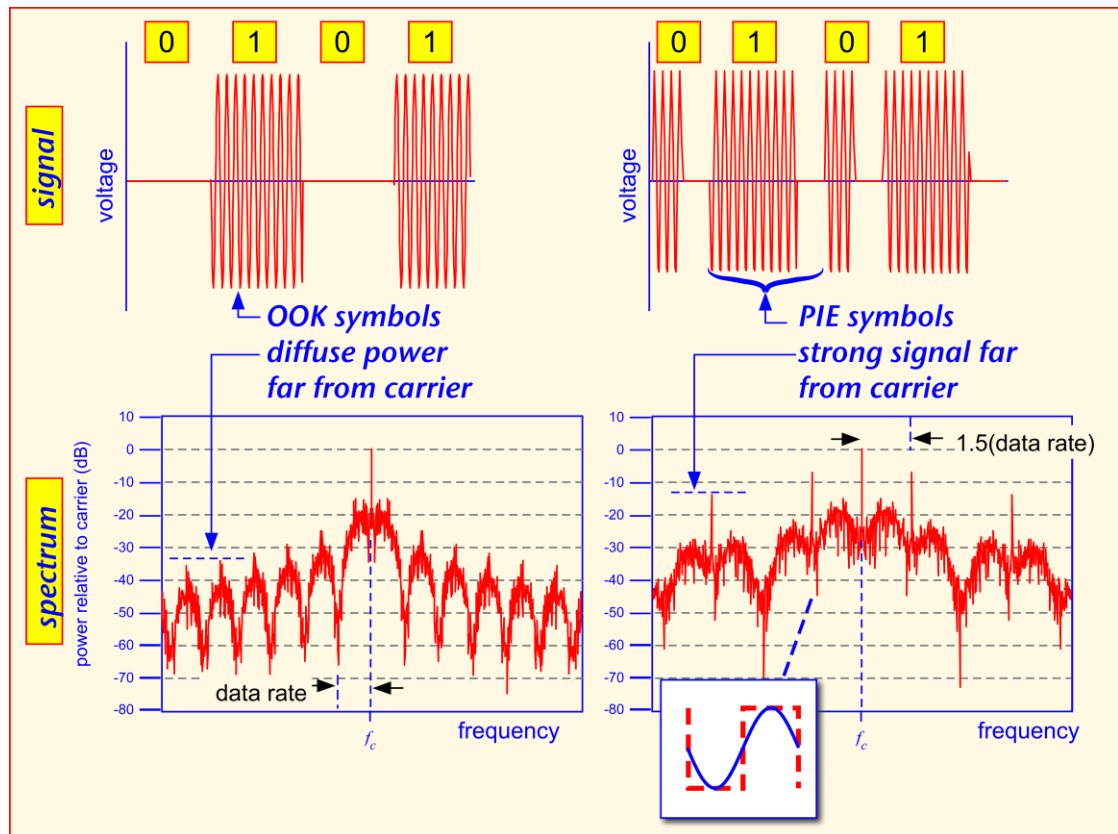 0 1 0 1
0 1 0 1
signal
voltage
voltage
OOK symbols
diffuse power
far from carrier
PIE symbols
strong signal far
from carrier
spectrum
power relative to carrier (dB)
10
0
-10
-20
-30
-40
-50
-60
-70
-80
data rate
fc
frequency
10
0
-10
-20
-30
-40
-50
-60
-70
-80
1.5(data rate)
fc
frequency